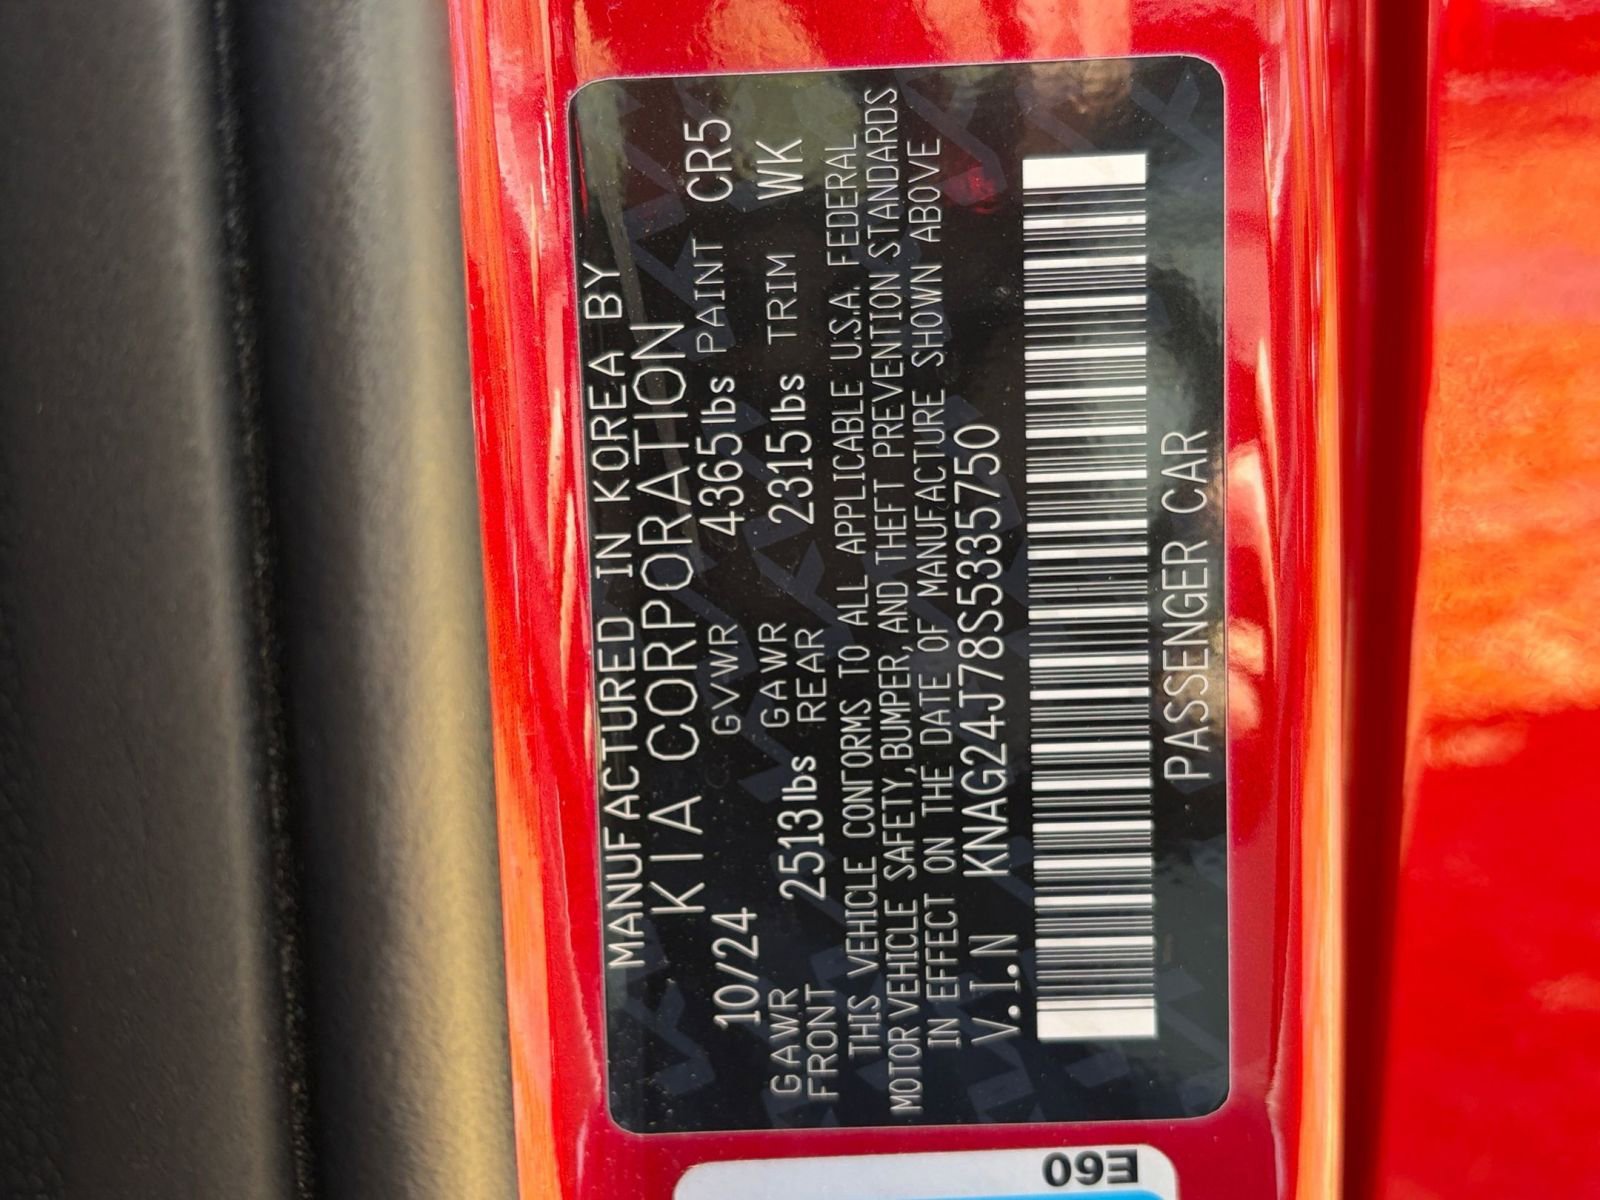 MANUFACTURED IN KOREA BY
KIA CORPORATION
10/24 GVWR 4365lbs PAINT CR5
GAWR FRONT 2513lbs GAWR REAR 2315lbs TRIM WK
THIS VEHICLE CONFORMS TO ALL APPLICABLE U.S.A. FEDERAL
MOTOR VEHICLE SAFETY, BUMPER, AND THEFT PREVENTION STANDARDS
IN EFFECT ON THE DATE OF MANUFACTURE SHOWN ABOVE
V.I.N KNAG24J78S5335750
PASSENGER CAR
E60